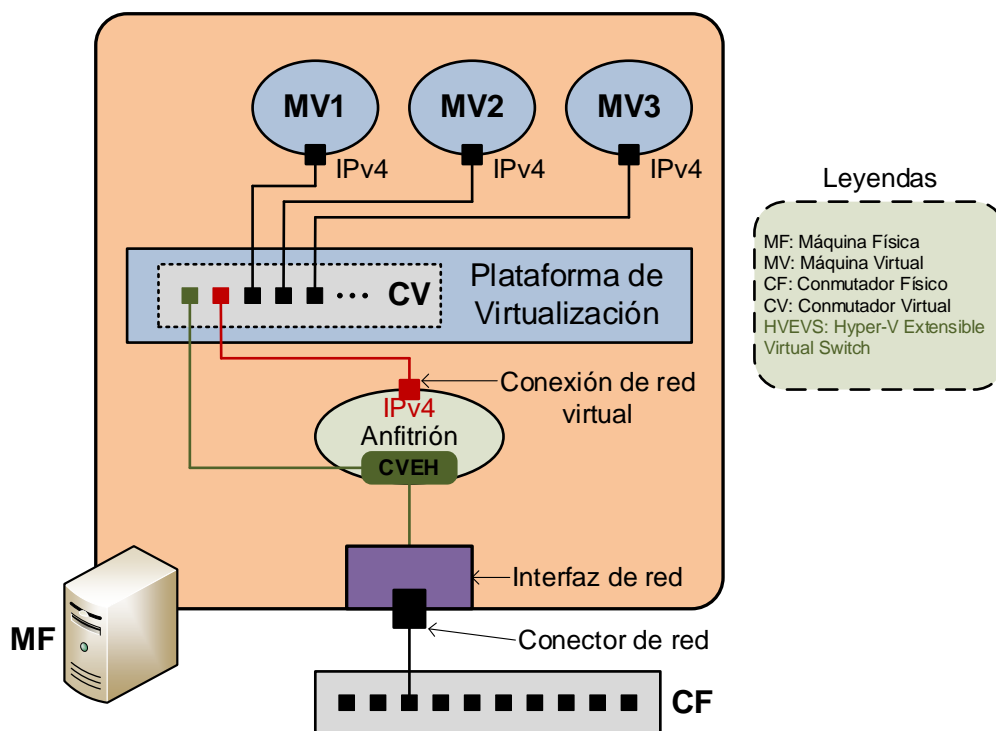 MV1
MV2
MV3
IPv4
IPv4
IPv4
Plataforma de
Virtualización
CV
Conexión de red
virtual
IPv4
Anfitrión
CVEH
Interfaz de red
Conector de red
MF
CF
Leyendas
MF: Máquina Física
MV: Máquina Virtual
CF: Conmutador Físico
CV: Conmutador Virtual
HVEVS: Hyper-V Extensible
Virtual Switch